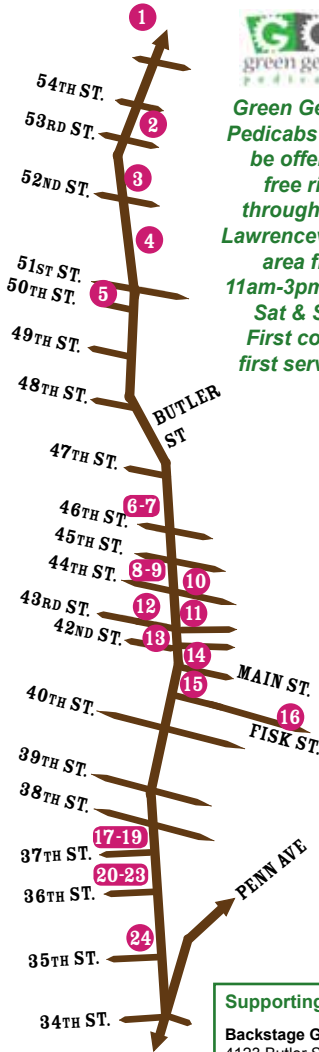 1
54TH ST.
53RD ST.
2
52ND ST.
3
4
51ST ST.
50TH ST.
5
49TH ST.
48TH ST.
BUTLER
ST
47TH ST.
6-7
46TH ST.
45TH ST.
44TH ST.
8-9
10
43RD ST.
12
11
42ND ST.
13
14
MAIN ST.
15
16
FISK ST.
40TH ST.
39TH ST.
38TH ST.
17-19
37TH ST.
20-23
36TH ST.
PENN AVE
24
35TH ST.
34TH ST.
green ge
pedica
Green Ge
Pedicabs
be offer
free ri
through
Lawrencev
area f
11am-3pm
Sat & S
First co
first serv
Supporting
Backstage G